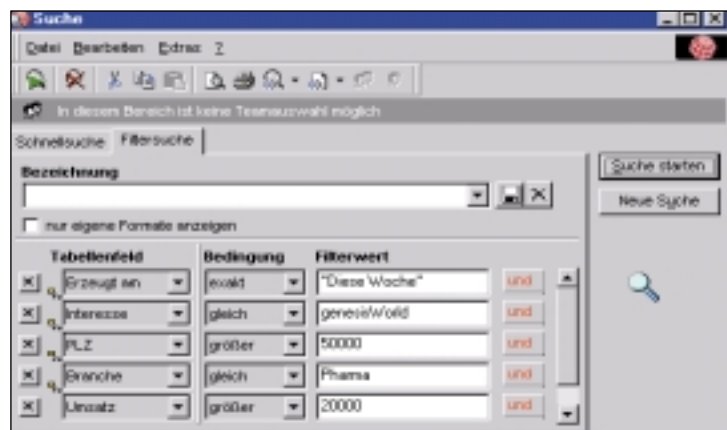 Suche
Datei Bearbeiten Extras ?
In diesem Bereich ist keine Teamauswahl möglich
Schnellsuche Filtersuche
Suche starten
Bezeichnung
Neue Suche
nur eigene Formate anzeigen
Tabellenfeld Bedingung Filterwert
Erzeugt am exakt "Diese Woche" und
Interesse gleich genesisWorld und
PLZ größer 50000 und
Branche gleich Pharma und
Umsatz größer 20000 und